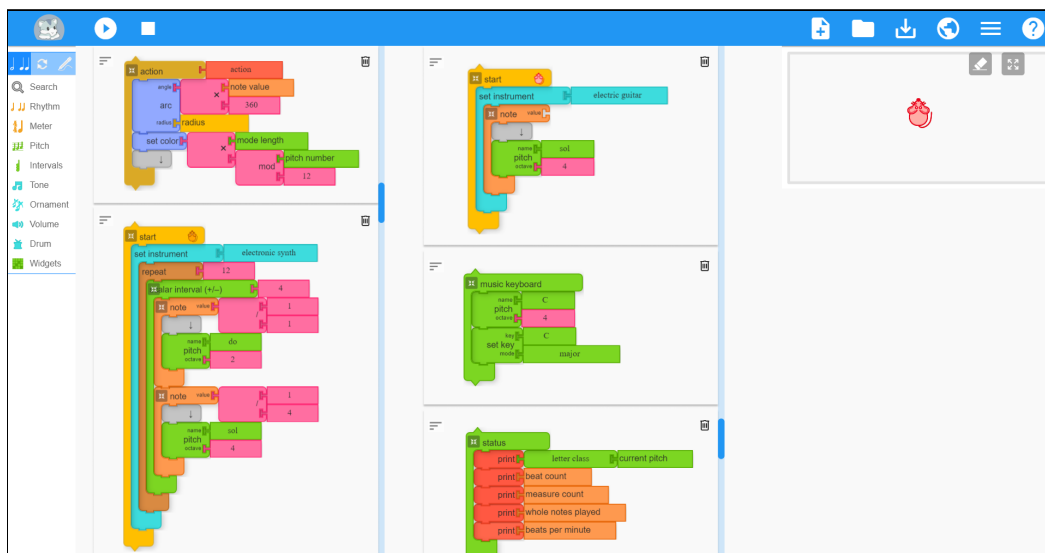 Search
Rhythm
Meter
Pitch
Intervals
Tone
Ornament
Volume
Drum
Widgets
action action
angle note value
×
arc 360
radius radius
set color mode length
×
pitch number
mod
12
start
set instrument electronic synth
repeat 12
alar interval (+/–) 4
note value 1
/
1
↓
name do
pitch
octave 2
note value 1
/
4
↓
name sol
pitch
octave 4
start
set instrument electric guitar
note value
↓
name sol
pitch
octave 4
music keyboard
name C
pitch
octave 4
key C
set key
mode major
status
print letter class current pitch
print beat count
print measure count
print whole notes played
print beats per minute